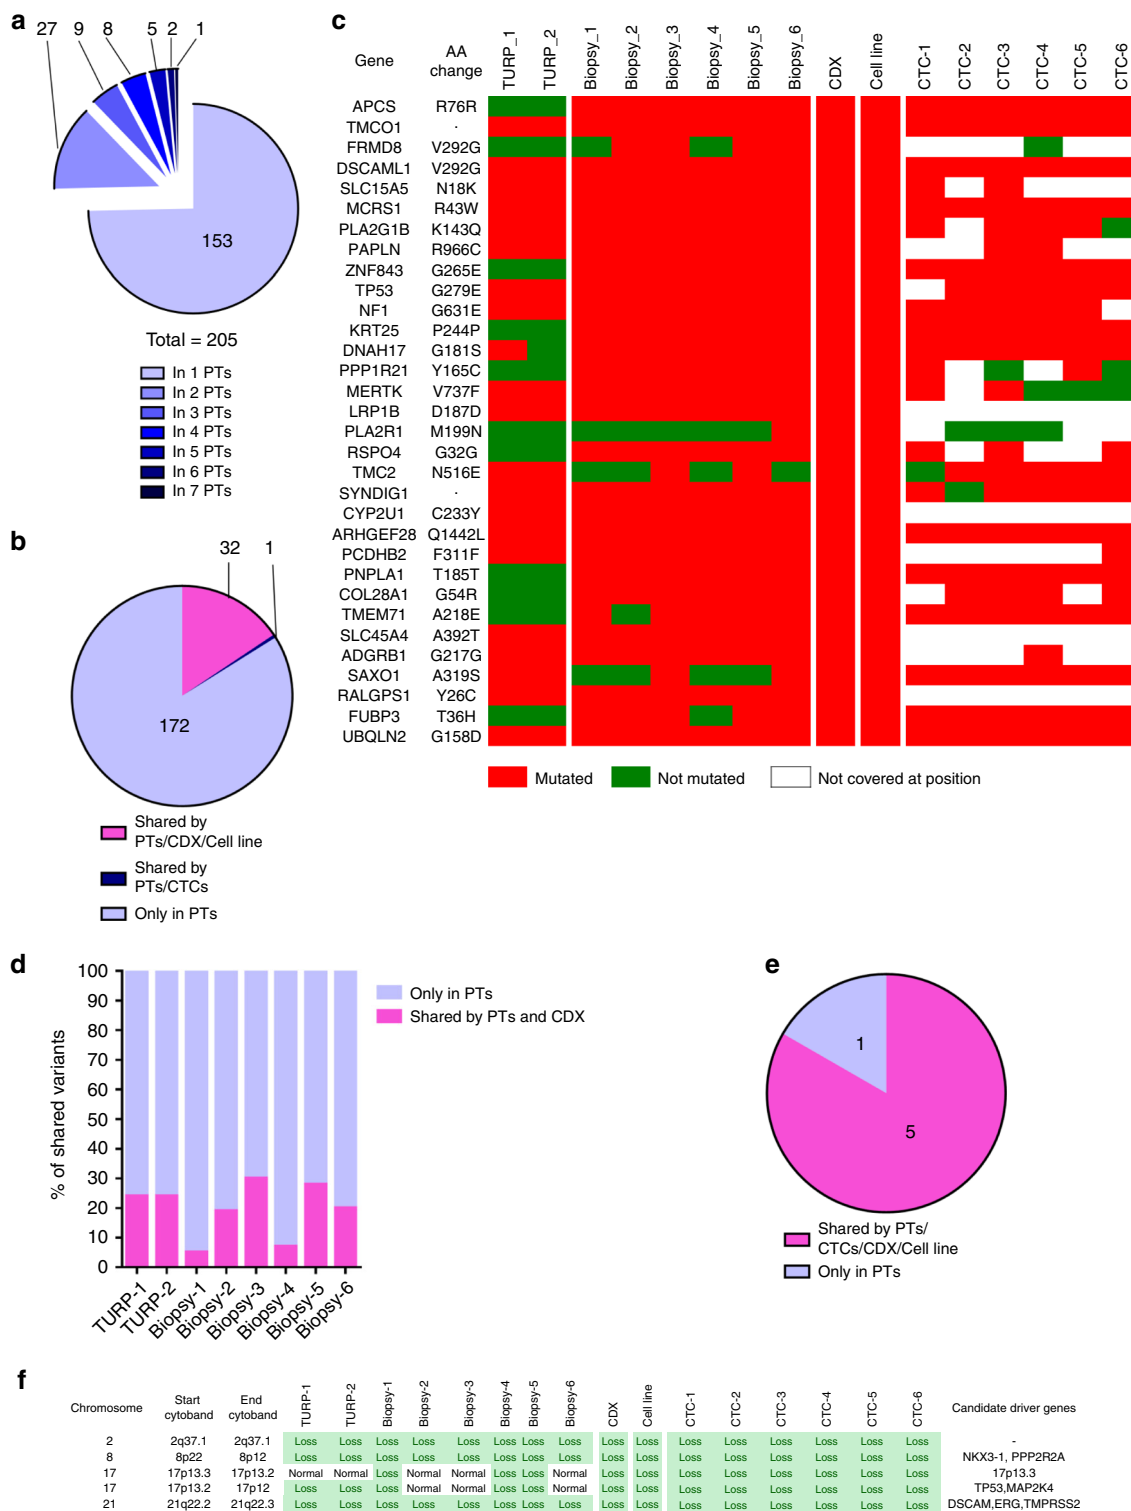 a
27 9 8 5 2 1
153
Total = 205
In 1 PTs
In 2 PTs
In 3 PTs
In 4 PTs
In 5 PTs
In 6 PTs
In 7 PTs
b
32 1
172
Shared by
PTs/CDX/Cell line
Shared by
PTs/CTCs
Only in PTs
c
Gene AA change TURP_1 TURP_2 Biopsy_1 Biopsy_2 Biopsy_3 Biopsy_4 Biopsy_5 Biopsy_6 CDX Cell line CTC-1 CTC-2 CTC-3 CTC-4 CTC-5 CTC-6
APCS R76R
TMCO1 .
FRMD8 V292G
DSCAML1 V292G
SLC15A5 N18K
MCRS1 R43W
PLA2G1B K143Q
PAPLN R966C
ZNF843 G265E
TP53 G279E
NF1 G631E
KRT25 P244P
DNAH17 G181S
PPP1R21 Y165C
MERTK V737F
LRP1B D187D
PLA2R1 M199N
RSPO4 G32G
TMC2 N516E
SYNDIG1 .
CYP2U1 C233Y
ARHGEF28 Q1442L
PCDHB2 F311F
PNPLA1 T185T
COL28A1 G54R
TMEM71 A218E
SLC45A4 A392T
ADGRB1 G217G
SAXO1 A319S
RALGPS1 Y26C
FUBP3 T36H
UBQLN2 G158D
Mutated Not mutated Not covered at position
d
% of shared variants
100
90
80
70
60
50
40
30
20
10
0
TURP-1 TURP-2 Biopsy-1 Biopsy-2 Biopsy-3 Biopsy-4 Biopsy-5 Biopsy-6
Only in PTs
Shared by PTs and CDX
e
1
5
Shared by PTs/
CTCs/CDX/Cell line
Only in PTs
f
Chromosome Start cytoband End cytoband TURP-1 TURP-2 Biopsy-1 Biopsy-2 Biopsy-3 Biopsy-4 Biopsy-5 Biopsy-6 CDX Cell line CTC-1 CTC-2 CTC-3 CTC-4 CTC-5 CTC-6 Candidate driver genes
2 2q37.1 2q37.1 Loss Loss Loss Loss Loss Loss Loss Loss Loss Loss Loss Loss Loss Loss Loss Loss -
8 8p22 8p12 Loss Loss Loss Loss Loss Loss Loss Loss Loss Loss Loss Loss Loss Loss Loss Loss NKX3-1, PPP2R2A
17 17p13.3 17p13.2 Normal Normal Loss Normal Normal Loss Loss Normal Loss Loss Loss Loss Loss Loss Loss Loss 17p13.3
17 17p13.2 17p12 Loss Loss Loss Normal Normal Loss Loss Normal Loss Loss Loss Loss Loss Loss Loss Loss TP53,MAP2K4
21 21q22.2 21q22.3 Loss Loss Loss Loss Loss Loss Loss Loss Loss Loss Loss Loss Loss Loss Loss Loss DSCAM,ERG,TMPRSS2